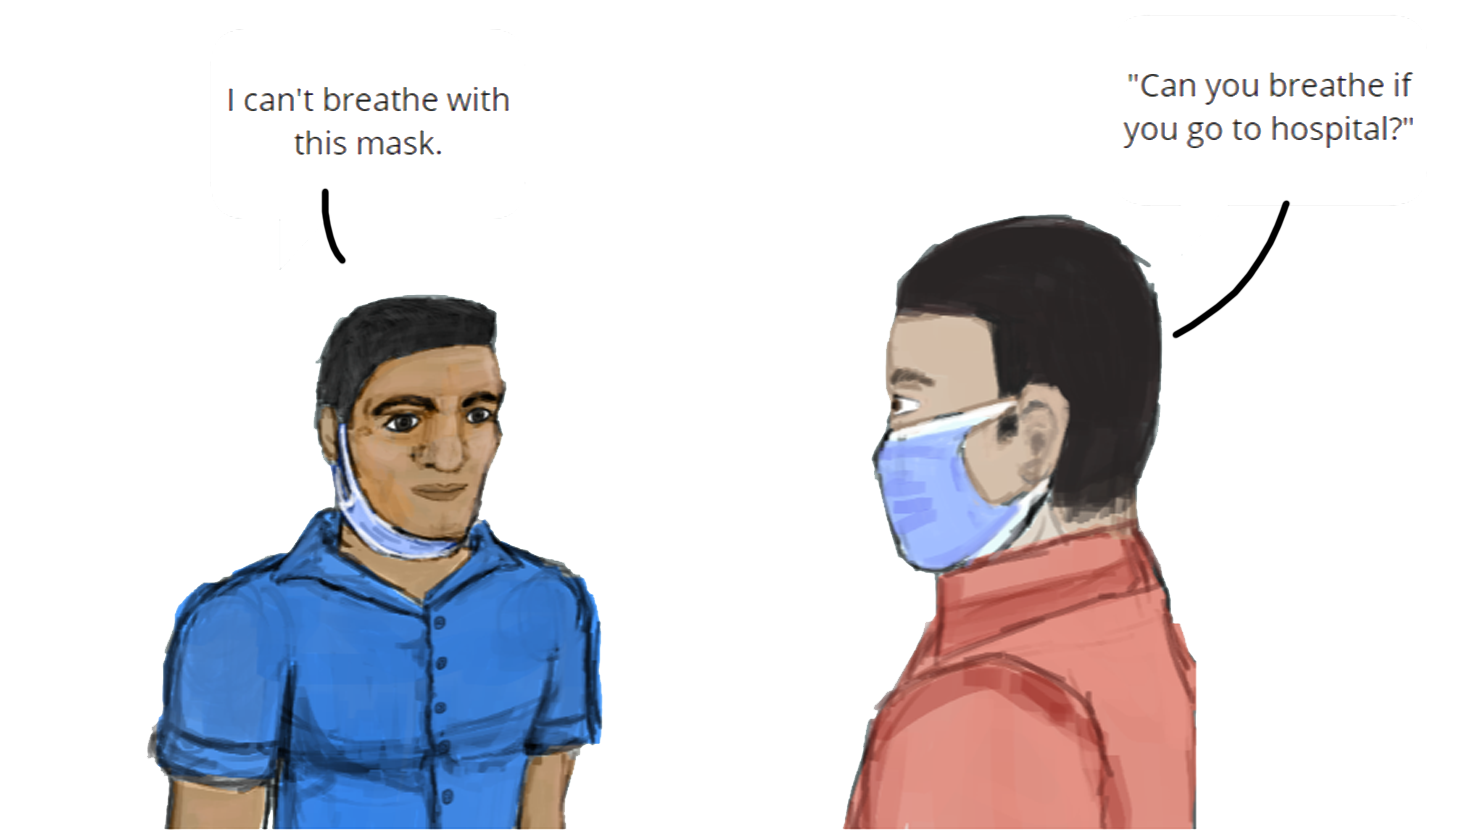 I can't breathe with
this mask.
"Can you breathe if
you go to hospital?"